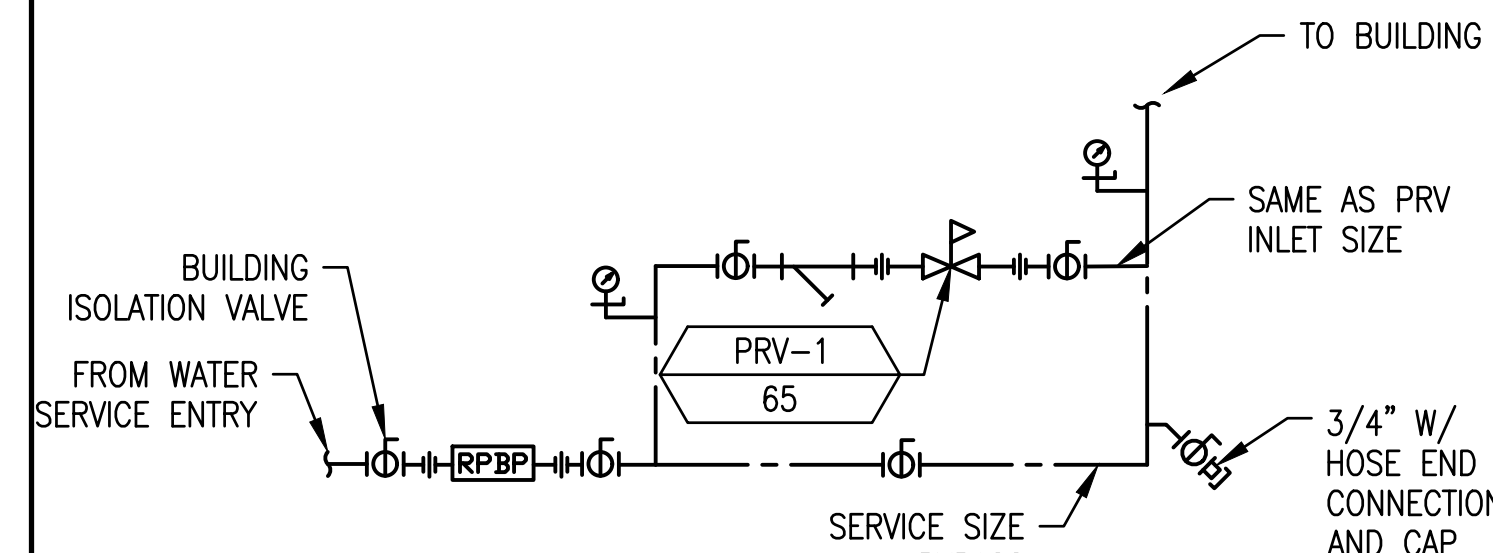 TO BUILDING
SAME AS PRV
INLET SIZE
BUILDING
ISOLATION VALVE
FROM WATER
SERVICE ENTRY
PRV-1
65
RPBP
3/4" W/
HOSE END
CONNECTION
AND CAP
SERVICE SIZE